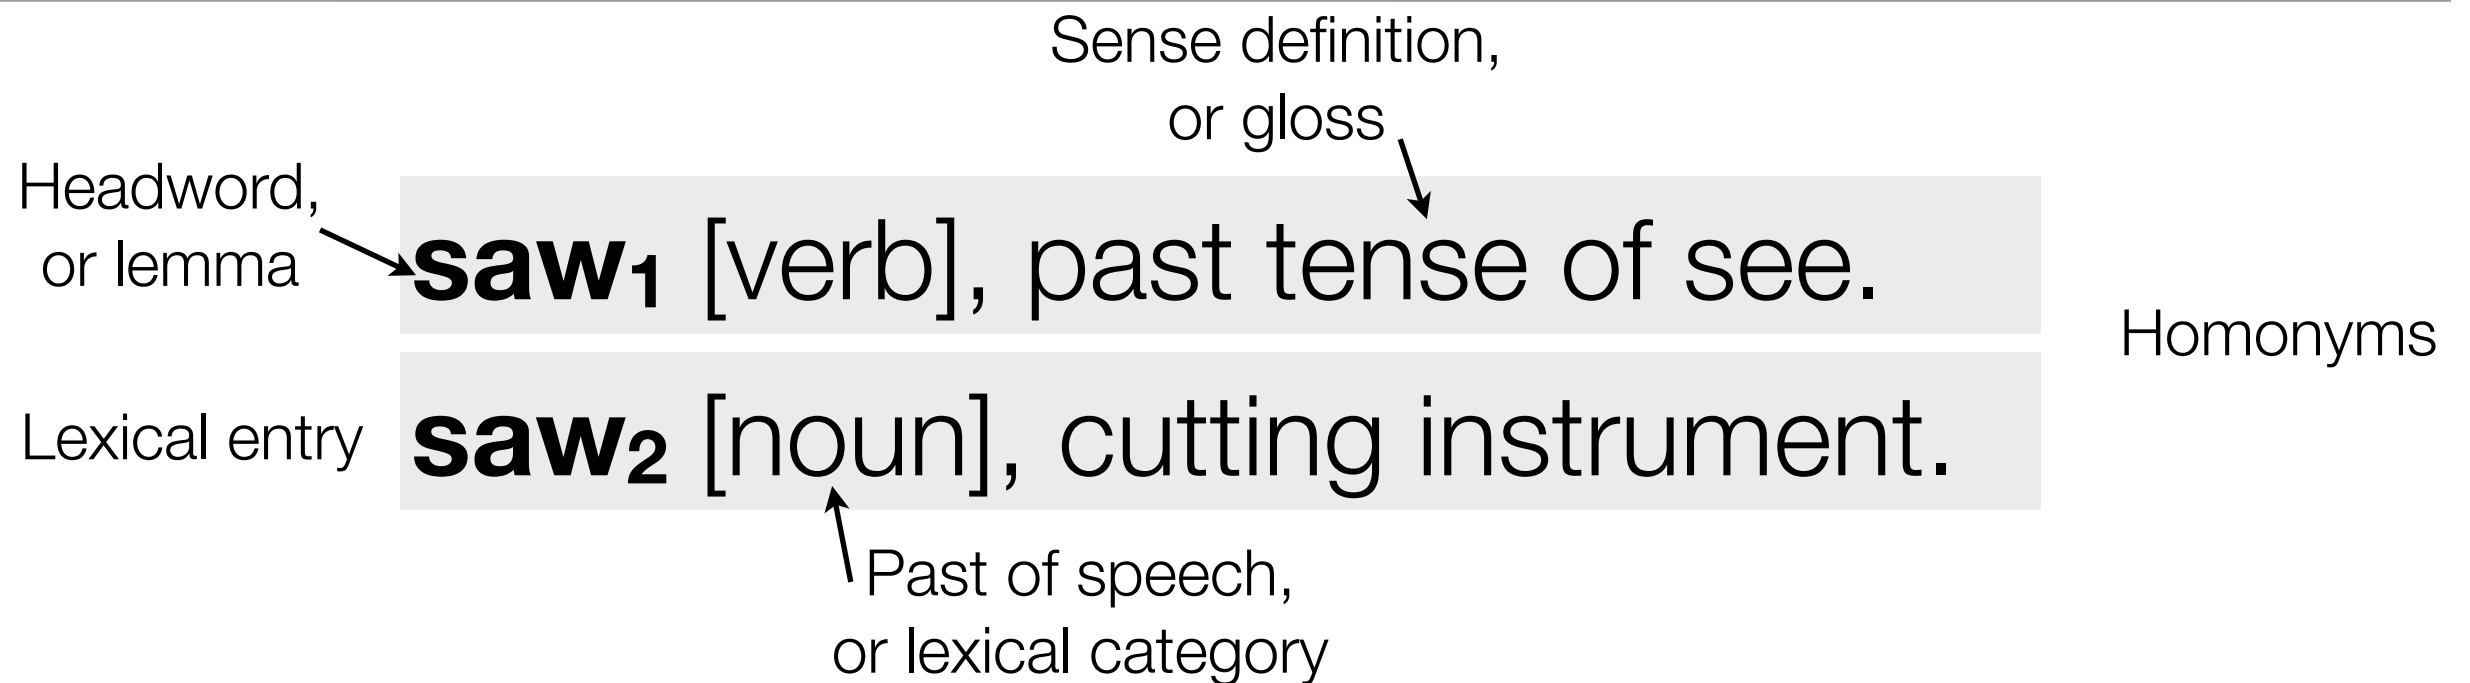 Sense definition,
or gloss
Headword,
or lemma
saw₁ [verb], past tense of see.
Homonyms
Lexical entry
saw₂ [noun], cutting instrument.
Past of speech,
or lexical category